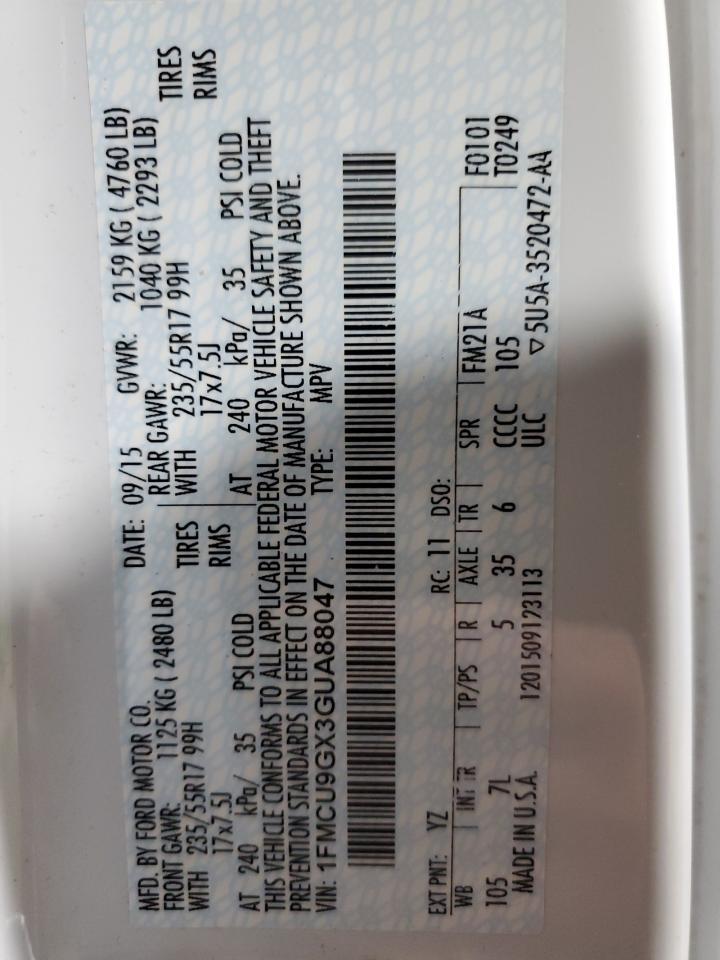 MFD. BY FORD MOTOR CO. DATE: 09/15 GVWR: 2159 KG ( 4760 LB)
FRONT GAWR: 1125 KG ( 2480 LB) REAR GAWR: 1040 KG ( 2293 LB)
WITH 235/55R17 99H TIRES WITH 235/55R17 99H TIRES
17x7.5J RIMS 17x7.5J RIMS
AT 240 kPa/ 35 PSI COLD AT 240 kPa/ 35 PSI COLD
THIS VEHICLE CONFORMS TO ALL APPLICABLE FEDERAL MOTOR VEHICLE SAFETY AND THEFT
PREVENTION STANDARDS IN EFFECT ON THE DATE OF MANUFACTURE SHOWN ABOVE.
VIN: 1FMCU9GX3GUA88047 TYPE: MPV
EXT PNT: YZ RC: 11 DSO:
WB INT TR TP/PS R AXLE TR SPR FM21A F0101
105 7L 5 35 6 CCCC 105 T0249
MADE IN U.S.A. 1201509123113 ULC ▽5U5A-3520472-A4